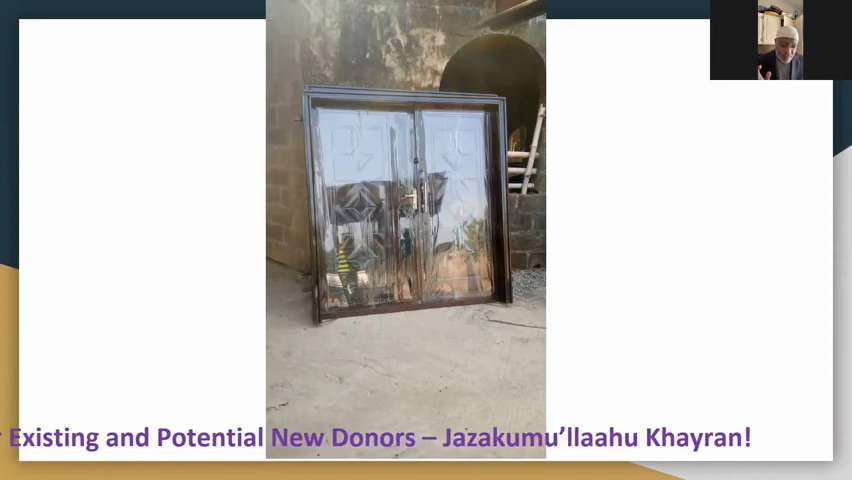 Existing and Potential New Donors – Jazakumu’llaahu Khayran!